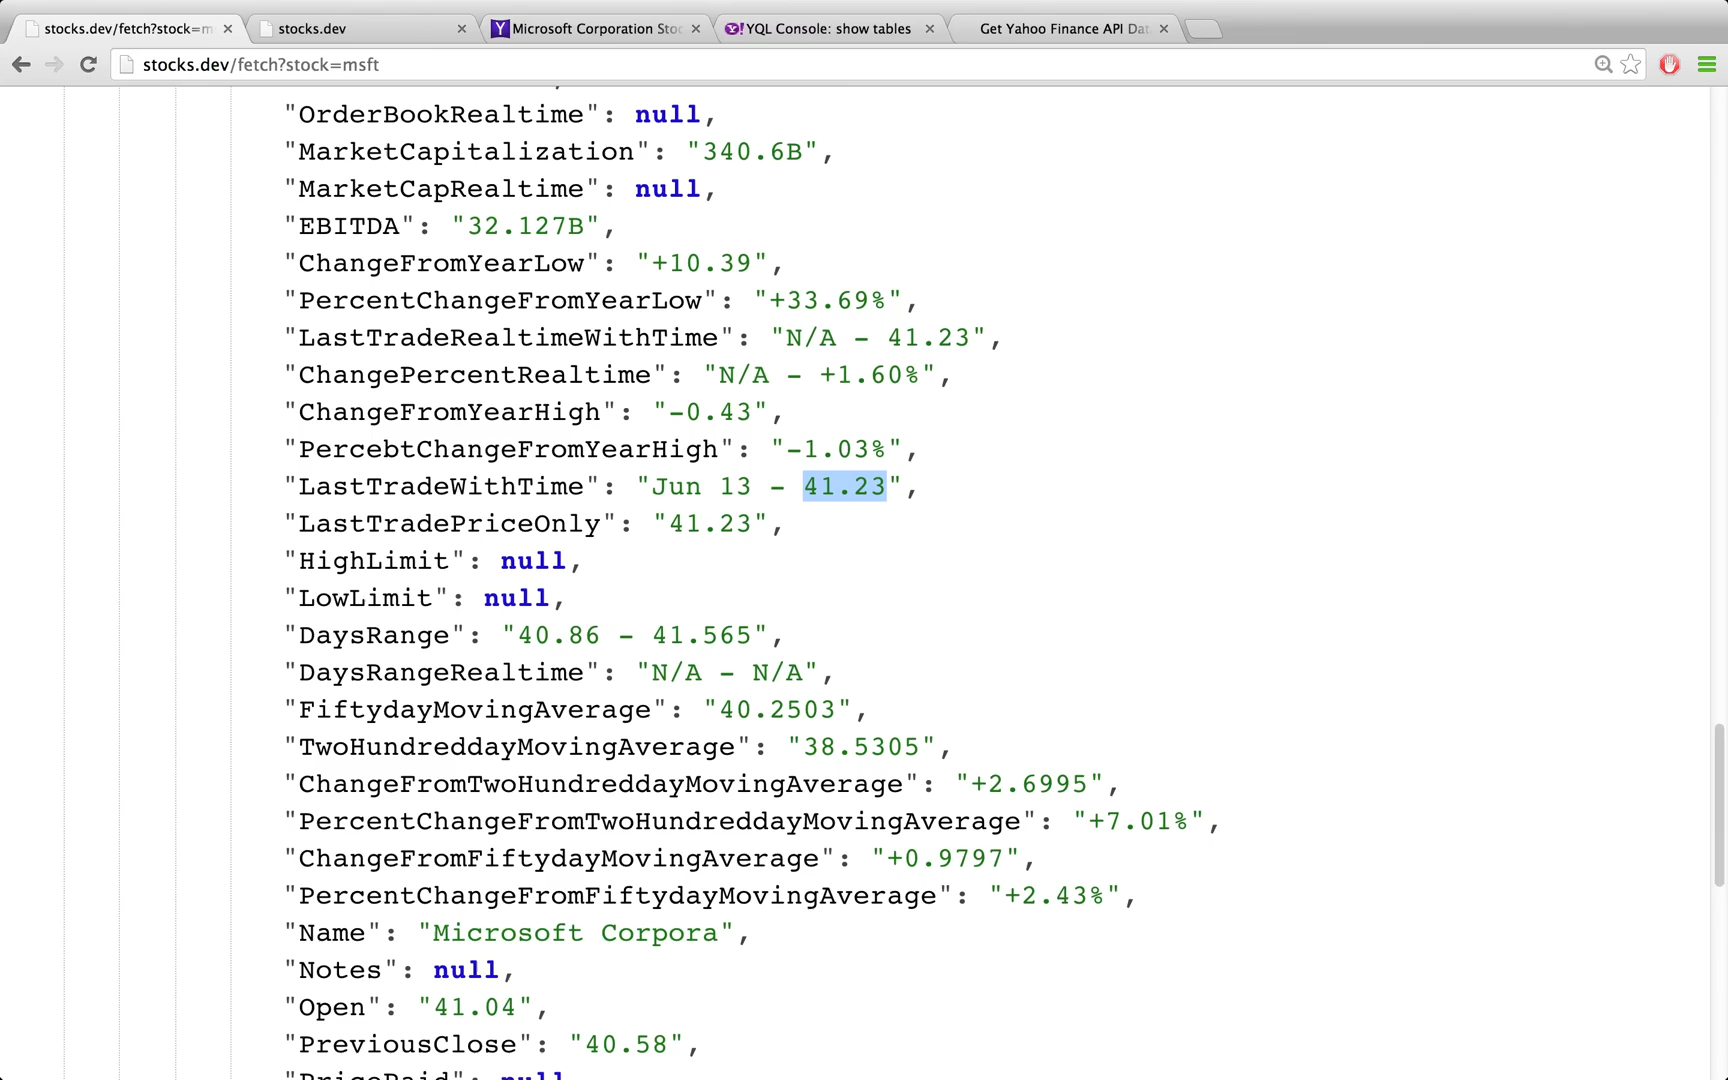 stocks.dev/fetch?stock=m
stocks.dev
Microsoft Corporation Stoc
YQL Console: show tables
Get Yahoo Finance API Dat
stocks.dev/fetch?stock=msft
"OrderBookRealtime": null,
"MarketCapitalization": "340.6B",
"MarketCapRealtime": null,
"EBITDA": "32.127B",
"ChangeFromYearLow": "+10.39",
"PercentChangeFromYearLow": "+33.69%",
"LastTradeRealtimeWithTime": "N/A - 41.23",
"ChangePercentRealtime": "N/A - +1.60%",
"ChangeFromYearHigh": "-0.43",
"PercebtChangeFromYearHigh": "-1.03%",
"LastTradeWithTime": "Jun 13 - 41.23",
"LastTradePriceOnly": "41.23",
"HighLimit": null,
"LowLimit": null,
"DaysRange": "40.86 - 41.565",
"DaysRangeRealtime": "N/A - N/A",
"FiftydayMovingAverage": "40.2503",
"TwoHundreddayMovingAverage": "38.5305",
"ChangeFromTwoHundreddayMovingAverage": "+2.6995",
"PercentChangeFromTwoHundreddayMovingAverage": "+7.01%",
"ChangeFromFiftydayMovingAverage": "+0.9797",
"PercentChangeFromFiftydayMovingAverage": "+2.43%",
"Name": "Microsoft Corpora",
"Notes": null,
"Open": "41.04",
"PreviousClose": "40.58",
"PricePaid": null